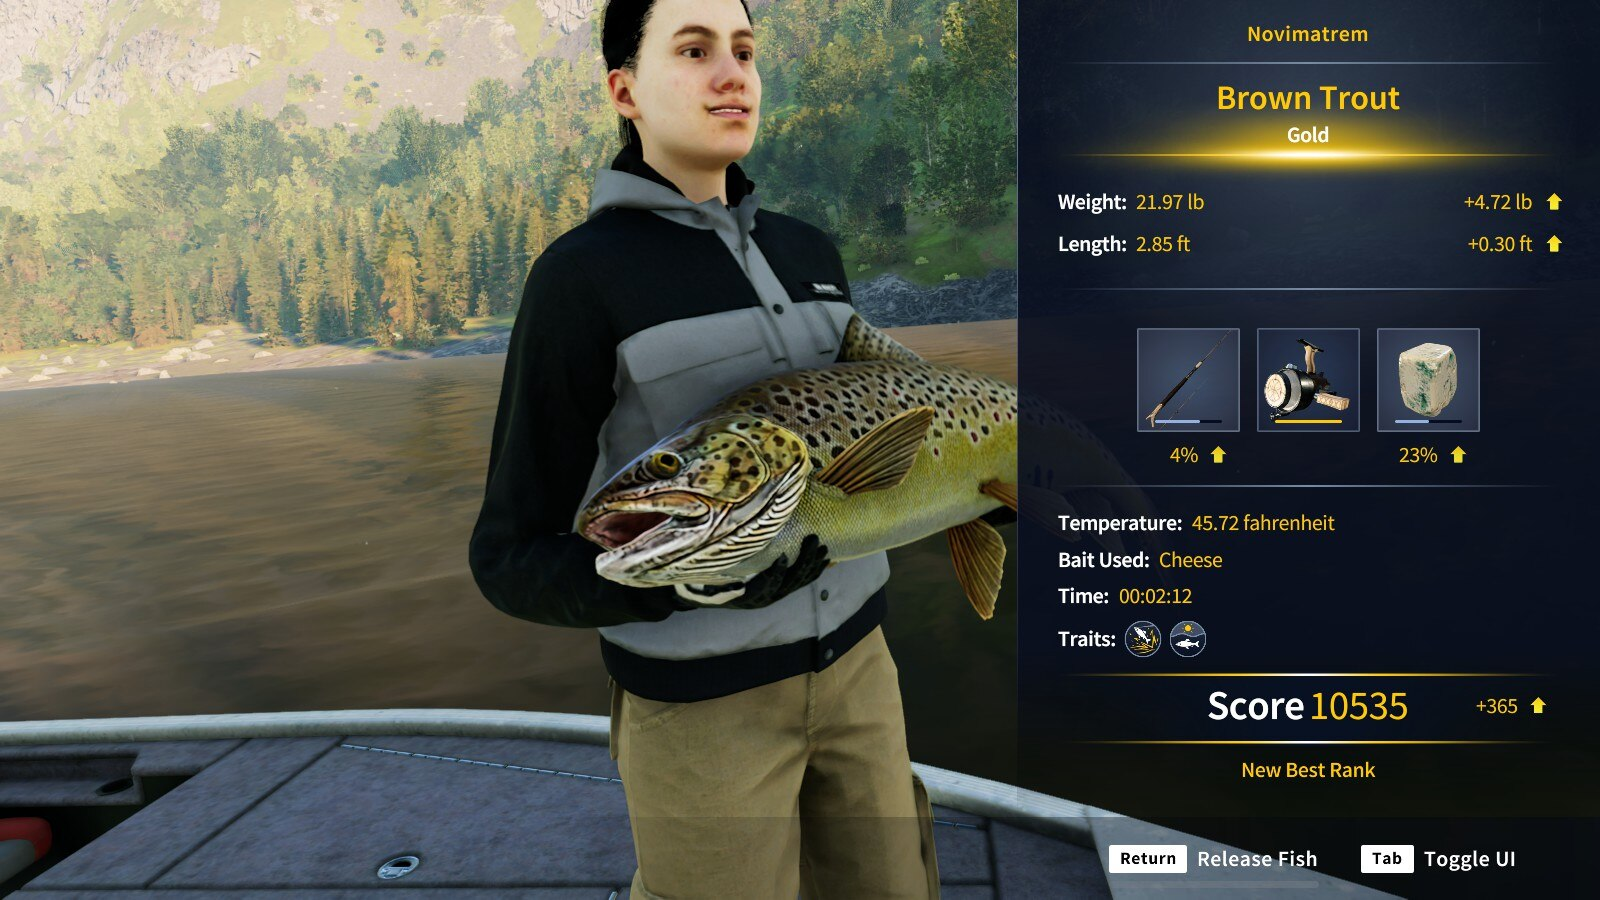 Novimatrem
Brown Trout
Gold
Weight: 21.97 lb +4.72 lb
Length: 2.85 ft +0.30 ft
4% 23%
Temperature: 45.72 fahrenheit
Bait Used: Cheese
Time: 00:02:12
Traits:
Score 10535 +365
New Best Rank
Return Release Fish Tab Toggle UI